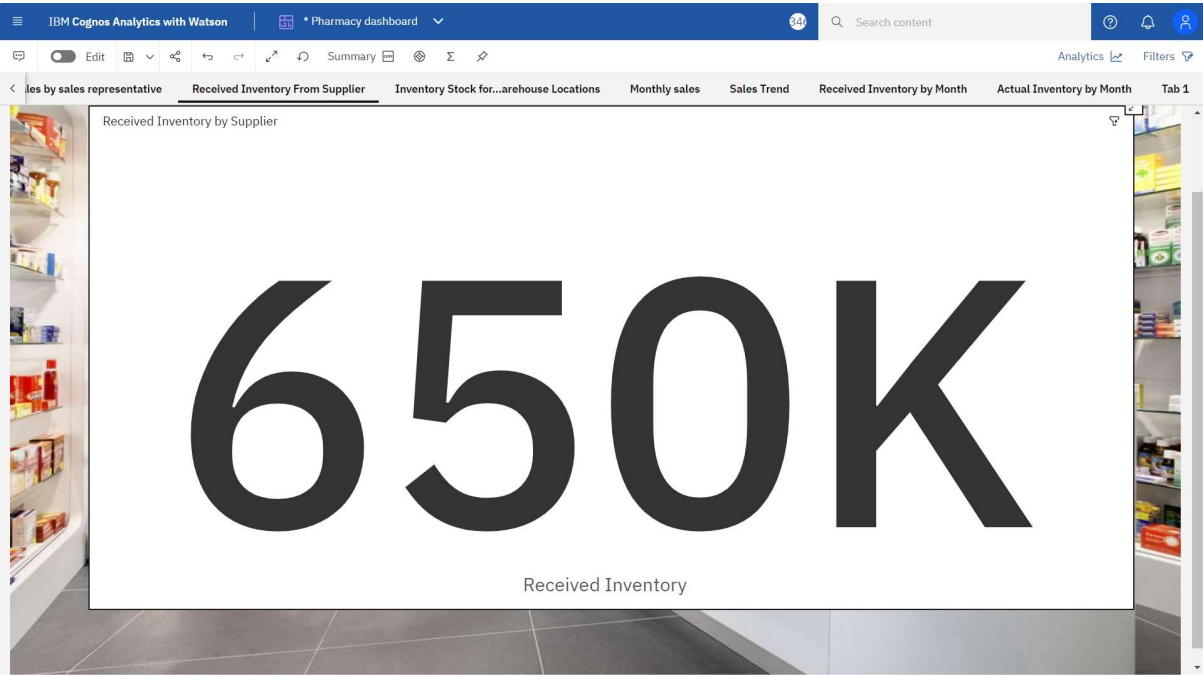 IBM Cognos Analytics with Watson
* Pharmacy dashboard
Search content
Edit
Summary
Analytics
Filters
les by sales representative
Received Inventory From Supplier
Inventory Stock for...arehouse Locations
Monthly sales
Sales Trend
Received Inventory by Month
Actual Inventory by Month
Tab 1
Received Inventory by Supplier
650K
Received Inventory